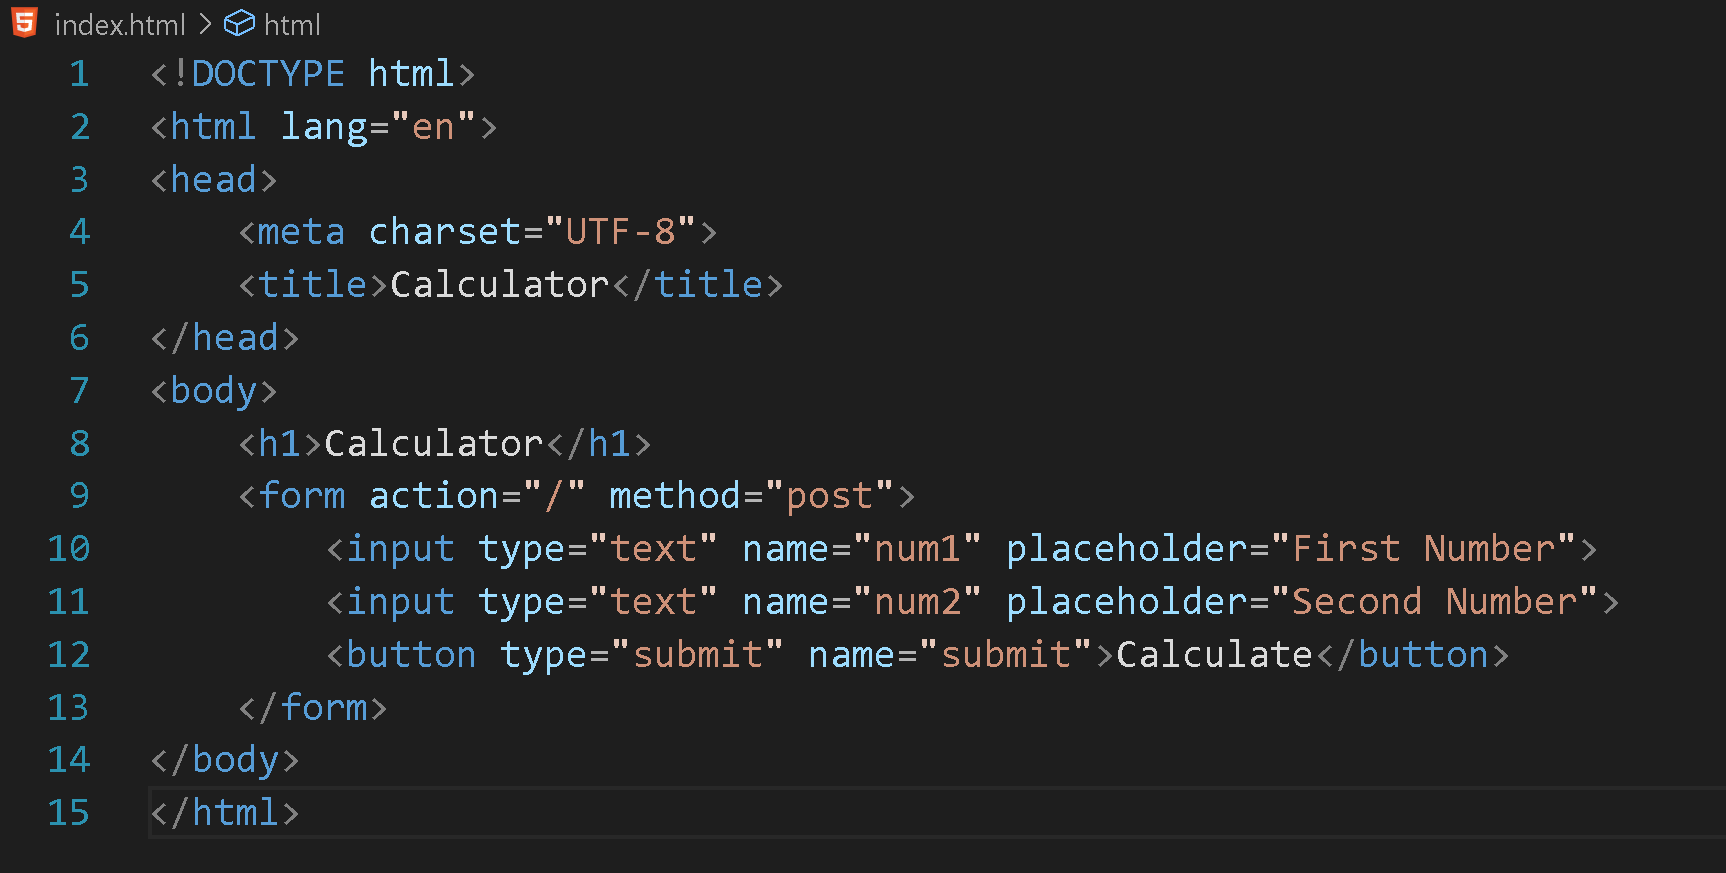 index.html > html
1 <!DOCTYPE html>
2 <html lang="en">
3 <head>
4     <meta charset="UTF-8">
5     <title>Calculator</title>
6 </head>
7 <body>
8     <h1>Calculator</h1>
9     <form action="/" method="post">
10         <input type="text" name="num1" placeholder="First Number">
11         <input type="text" name="num2" placeholder="Second Number">
12         <button type="submit" name="submit">Calculate</button>
13     </form>
14 </body>
15 </html>